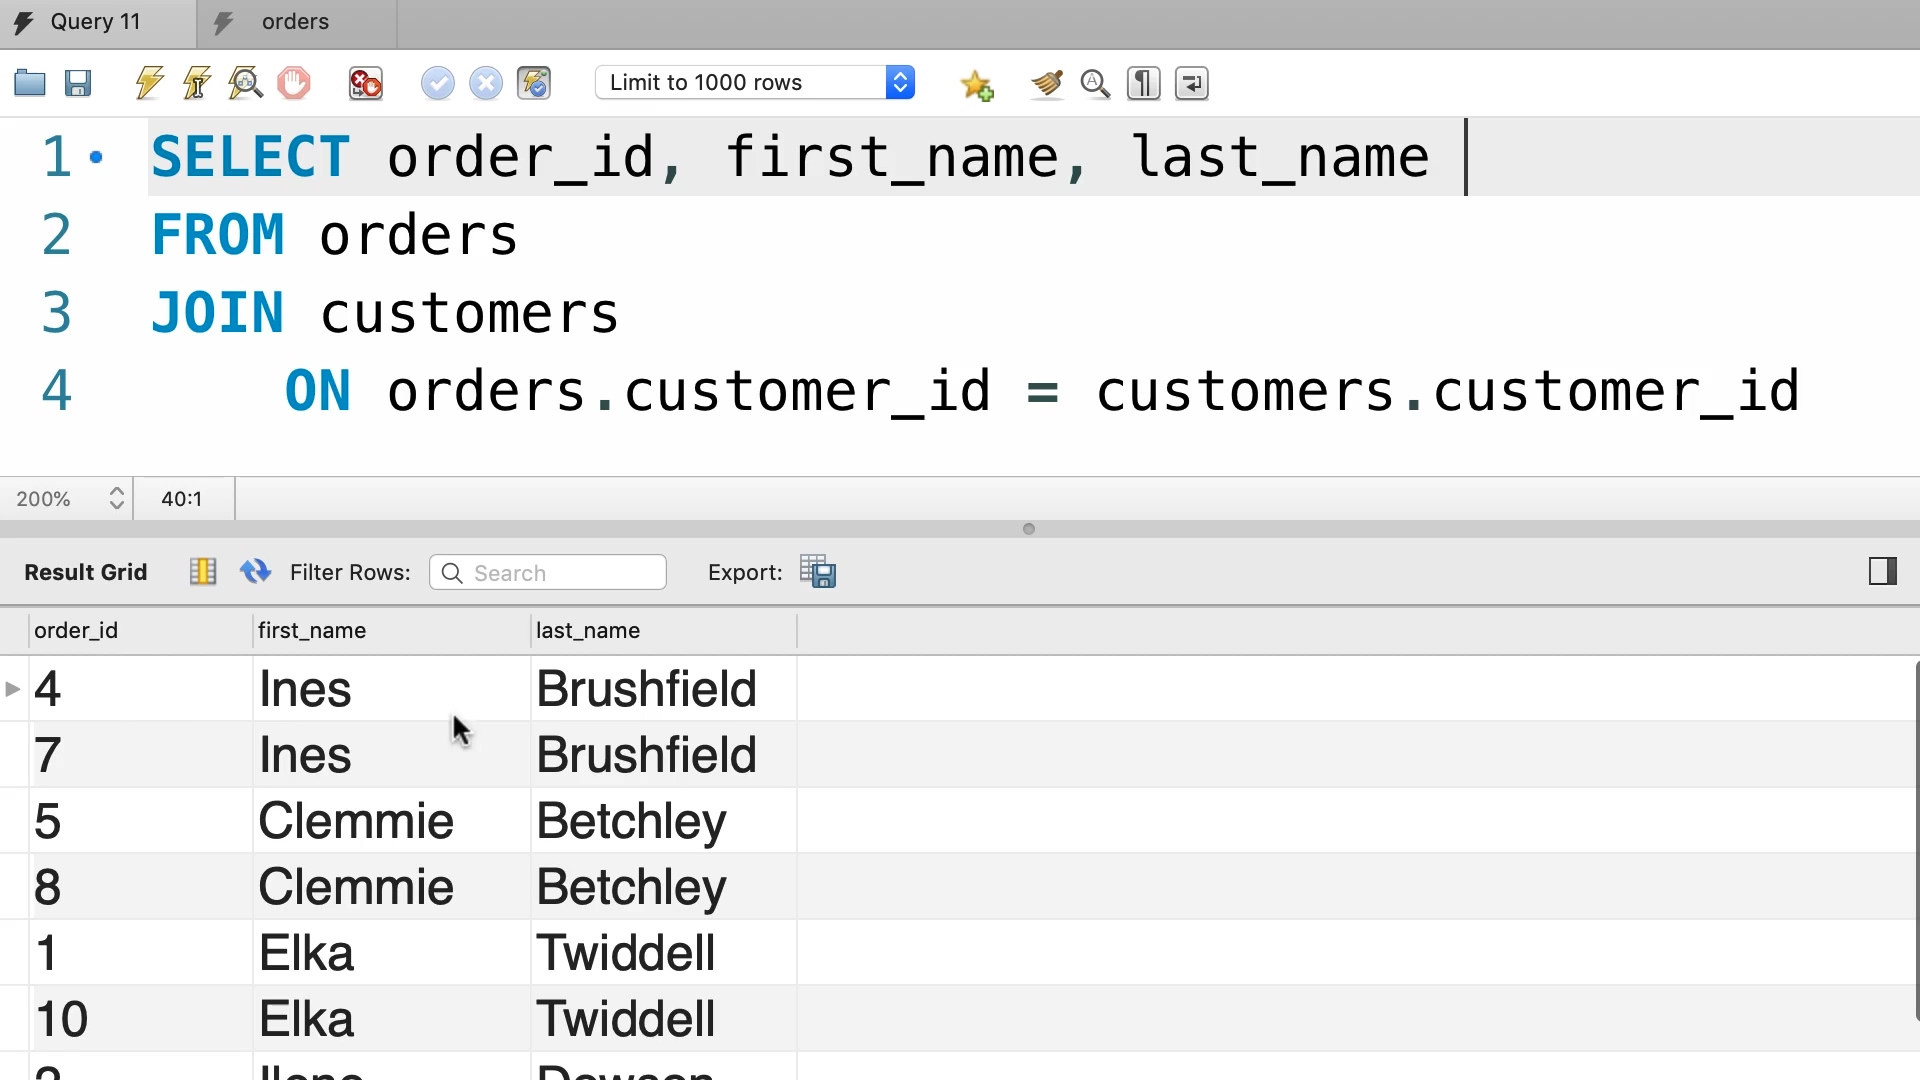 Query 11
orders
Limit to 1000 rows
1 SELECT order_id, first_name, last_name
2 FROM orders
3 JOIN customers
4 ON orders.customer_id = customers.customer_id
200% 40:1
Result Grid Filter Rows: Search Export:
order_id first_name last_name
4 Ines Brushfield
7 Ines Brushfield
5 Clemmie Betchley
8 Clemmie Betchley
1 Elka Twiddell
10 Elka Twiddell